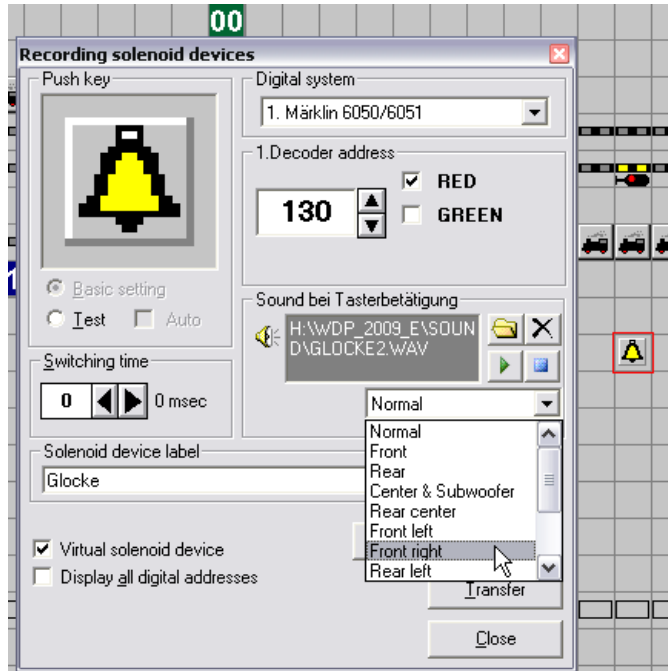 00
Recording solenoid devices
Push key
Digital system
1. Märklin 6050/6051
1.Decoder address
130
RED
GREEN
Basic setting
Test
Auto
Sound bei Tasterbetätigung
H:\WDP_2009_E\SOUN
D\GLOCKE2.WAV
Switching time
0
0 msec
Normal
Normal
Front
Rear
Center & Subwoofer
Rear center
Front left
Front right
Rear left
Solenoid device label
Glocke
Virtual solenoid device
Display all digital addresses
Transfer
Close